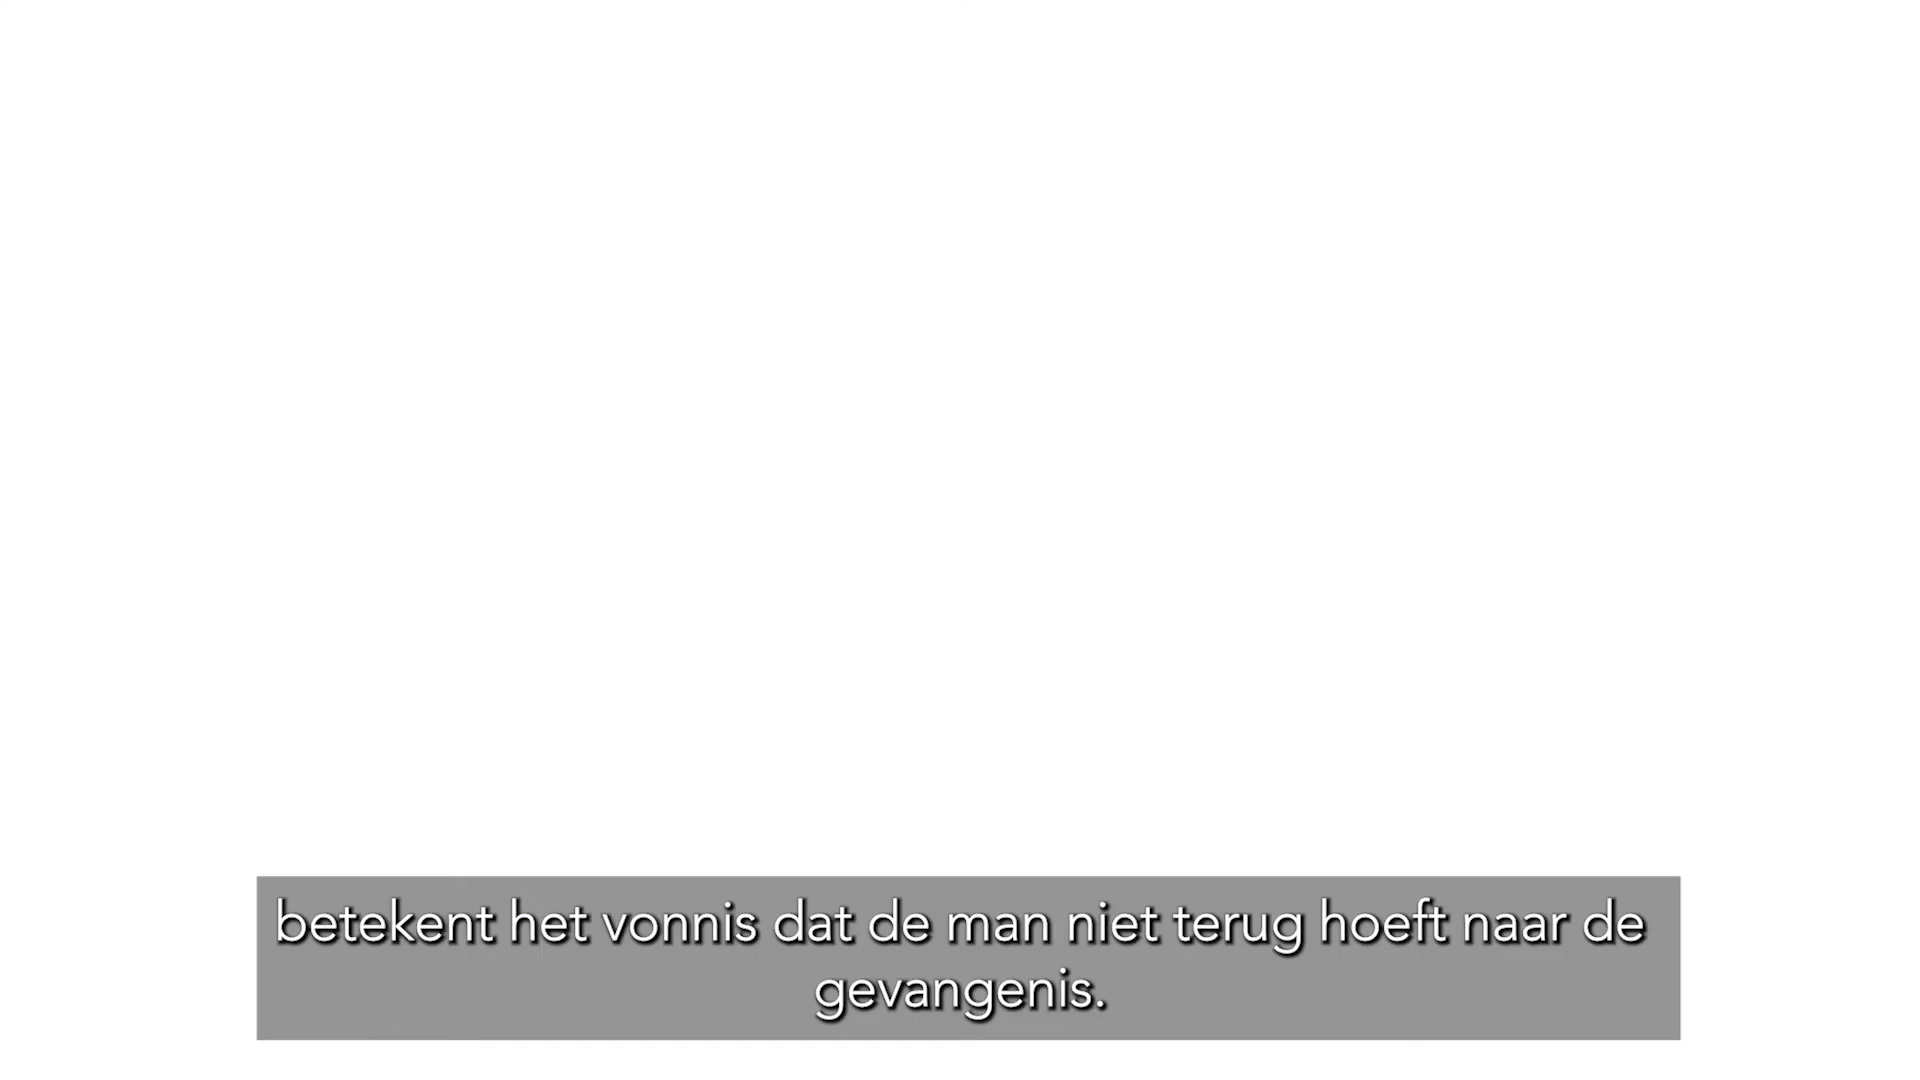 betekent het vonnis dat de man niet terug hoeft naar de
gevangenis.